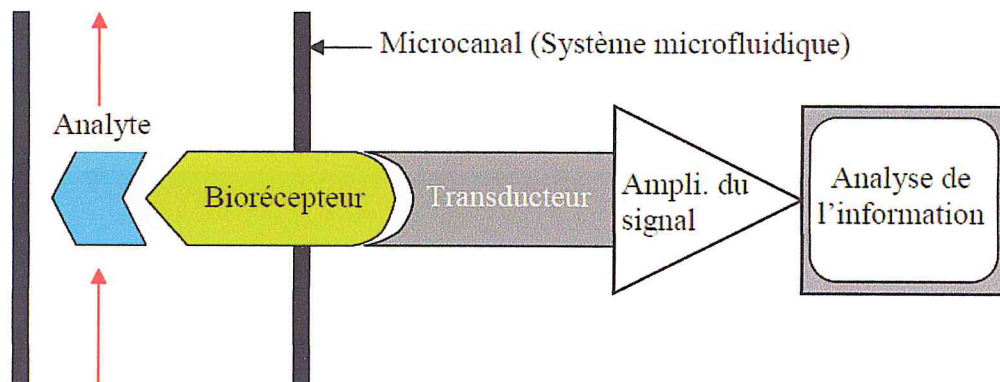 Microcanal (Système microfluidique)
Analyte
Biorécepteur
Transducteur
Ampli. du
signal
Analyse de
l'information